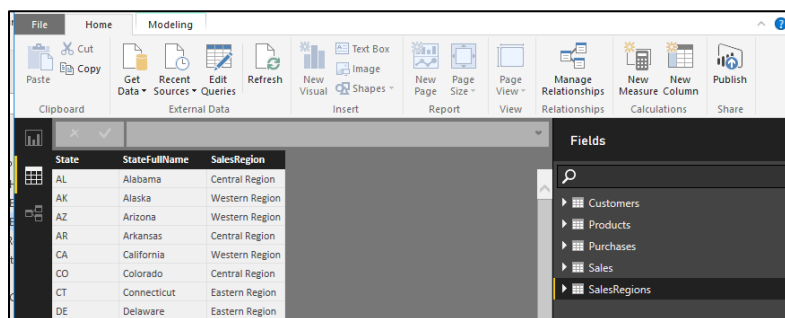 File Home Modeling
Cut
Copy
Paste
Get Data
Recent Sources
Edit Queries
Refresh
New Visual
Text Box
Image
Shapes
New Page
Page Size
Page View
Manage Relationships
New Measure
New Column
Publish
Clipboard External Data Insert Report View Relationships Calculations Share
Fields
State StateFullName SalesRegion
AL Alabama Central Region
AK Alaska Western Region
AZ Arizona Western Region
AR Arkansas Central Region
CA California Western Region
CO Colorado Central Region
CT Connecticut Eastern Region
DE Delaware Eastern Region
Customers
Products
Purchases
Sales
SalesRegions